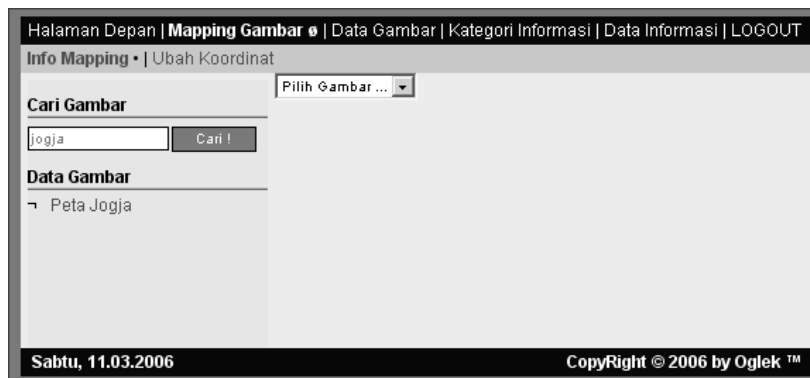 Halaman Depan | Mapping Gambar ø | Data Gambar | Kategori Informasi | Data Informasi | LOGOUT
Info Mapping • | Ubah Koordinat
Pilih Gambar ...
Cari Gambar
jogja Cari !
Data Gambar
¬ Peta Jogja
Sabtu, 11.03.2006 CopyRight © 2006 by Oglek ™